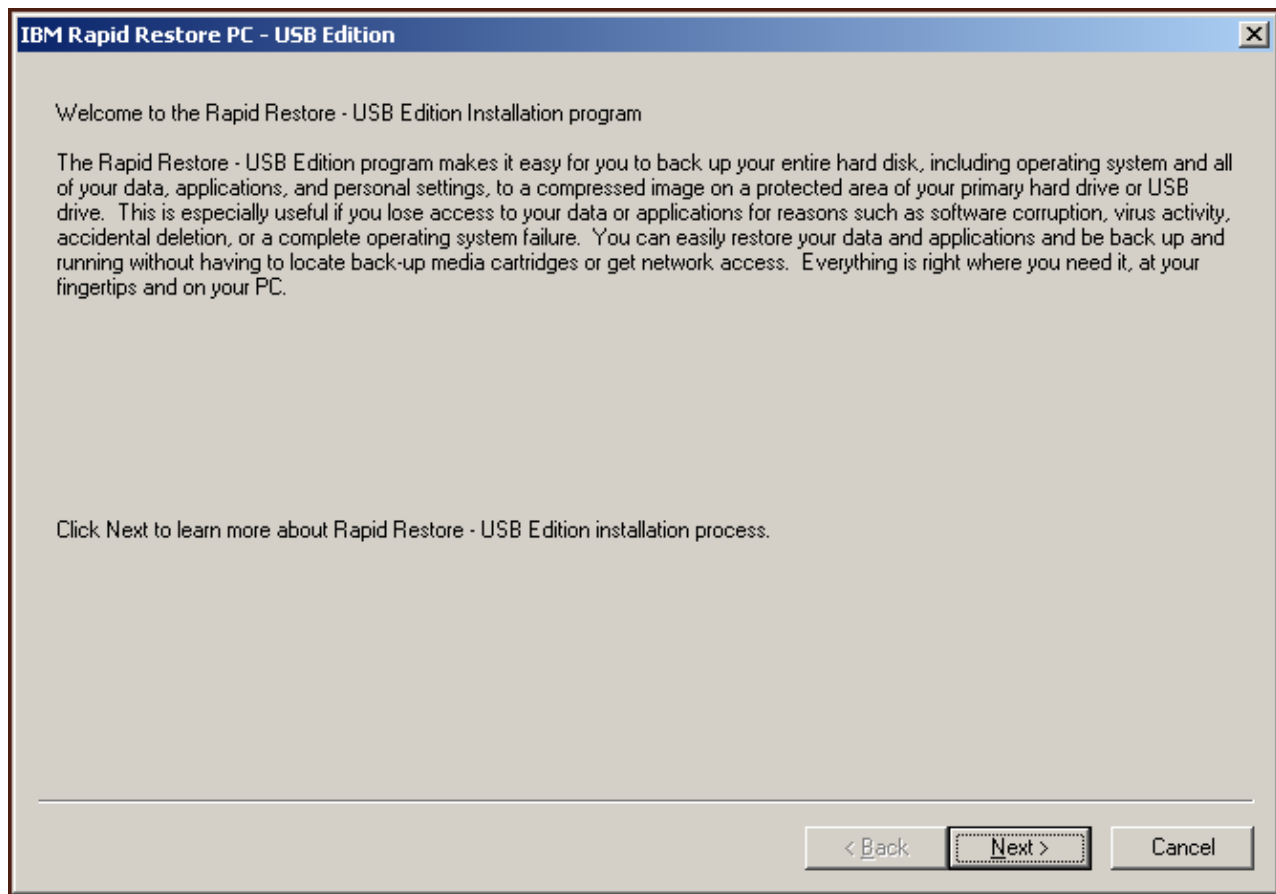 IBM Rapid Restore PC - USB Edition
Welcome to the Rapid Restore - USB Edition Installation program
The Rapid Restore - USB Edition program makes it easy for you to back up your entire hard disk, including operating system and all
of your data, applications, and personal settings, to a compressed image on a protected area of your primary hard drive or USB
drive.  This is especially useful if you lose access to your data or applications for reasons such as software corruption, virus activity,
accidental deletion, or a complete operating system failure.  You can easily restore your data and applications and be back up and
running without having to locate back-up media cartridges or get network access.  Everything is right where you need it, at your
fingertips and on your PC.
Click Next to learn more about Rapid Restore - USB Edition installation process.
< Back Next > Cancel